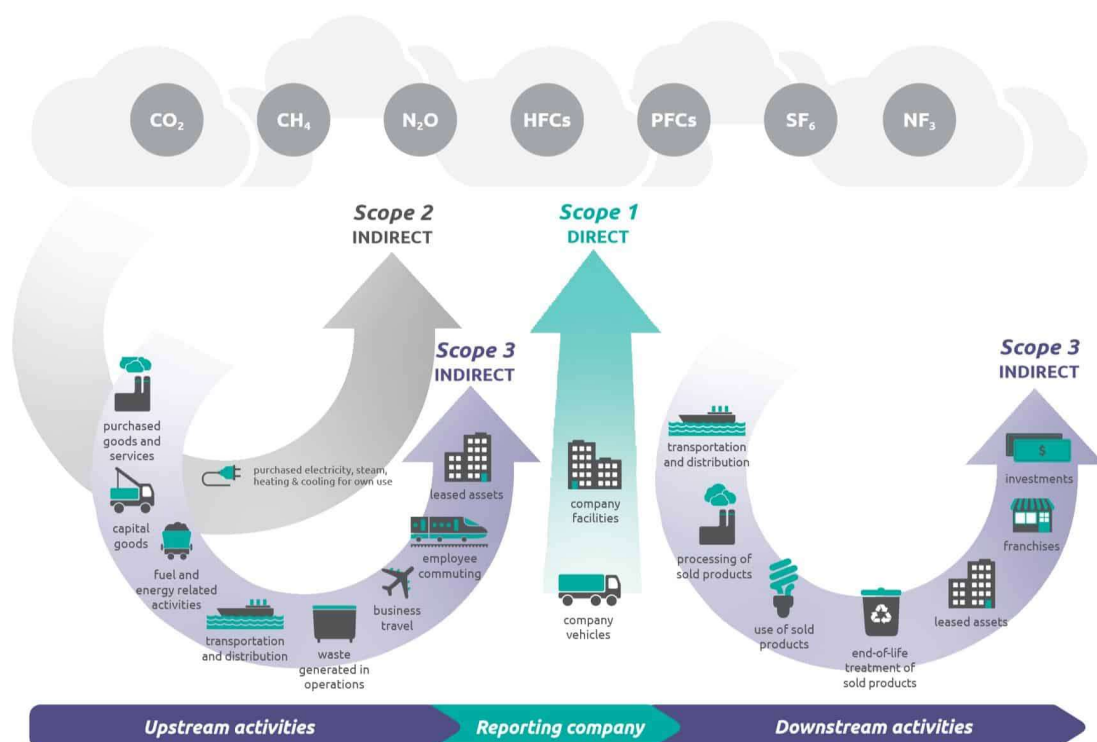 CO₂
CH₄
N₂O
HFCs
PFCs
SF₆
NF₃
Scope 2
INDIRECT
Scope 1
DIRECT
Scope 3
INDIRECT
Scope 3
INDIRECT
purchased
goods and
services
capital
goods
fuel and
energy related
activities
transportation
and distribution
waste
generated in
operations
business
travel
employee
commuting
leased assets
purchased electricity, steam,
heating & cooling for own use
company
facilities
company
vehicles
transportation
and distribution
processing of
sold products
use of sold
products
end-of-life
treatment of
sold products
leased assets
franchises
$
investments
Upstream activities
Reporting company
Downstream activities